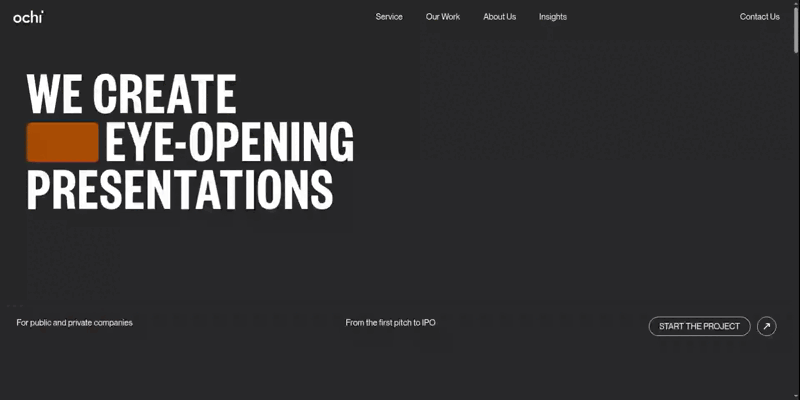 ochi
Service
Our Work
About Us
Insights
Contact Us
WE CREATE
EYE-OPENING
PRESENTATIONS
For public and private companies
From the first pitch to IPO
START THE PROJECT